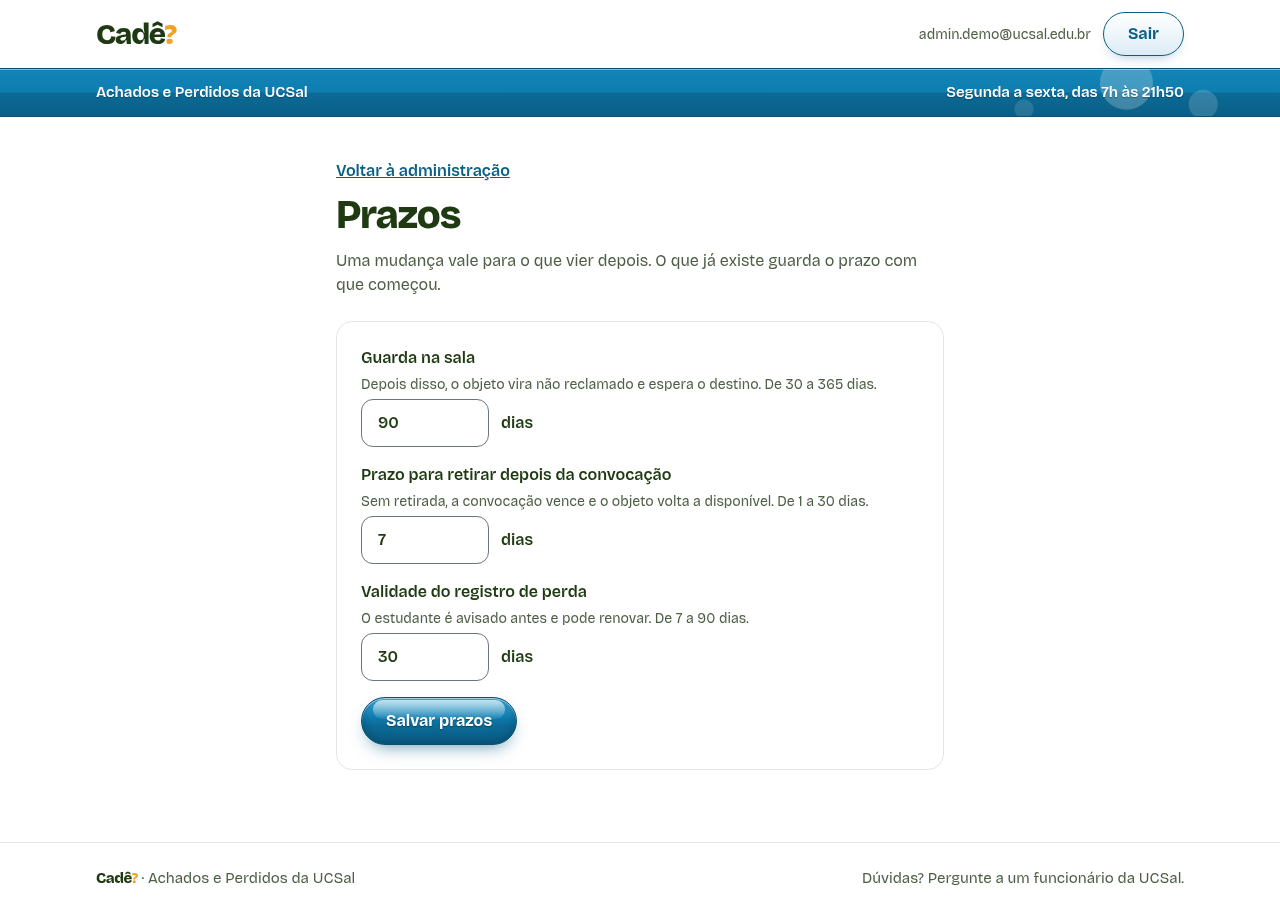 Cadê?
admin.demo@ucsal.edu.br
Sair
Achados e Perdidos da UCSal
Segunda a sexta, das 7h às 21h50
Voltar à administração
Prazos
Uma mudança vale para o que vier depois. O que já existe guarda o prazo com
que começou.
Guarda na sala
Depois disso, o objeto vira não reclamado e espera o destino. De 30 a 365 dias.
90 dias
Prazo para retirar depois da convocação
Sem retirada, a convocação vence e o objeto volta a disponível. De 1 a 30 dias.
7 dias
Validade do registro de perda
O estudante é avisado antes e pode renovar. De 7 a 90 dias.
30 dias
Salvar prazos
Cadê? · Achados e Perdidos da UCSal
Dúvidas? Pergunte a um funcionário da UCSal.